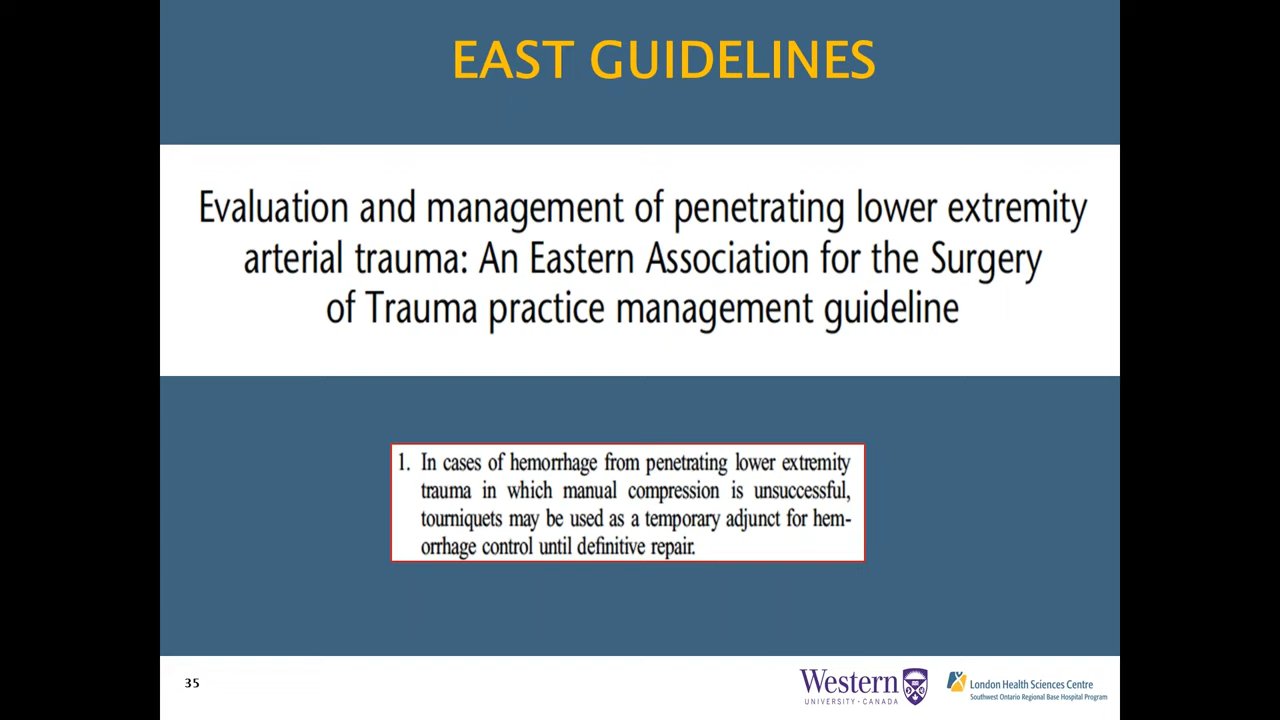 EAST GUIDELINES
Evaluation and management of penetrating lower extremity
arterial trauma: An Eastern Association for the Surgery
of Trauma practice management guideline
1. In cases of hemorrhage from penetrating lower extremity
trauma in which manual compression is unsuccessful,
tourniquets may be used as a temporary adjunct for hem-
orrhage control until definitive repair.
35
Western
UNIVERSITY · CANADA
London Health Sciences Centre
Southwest Ontario Regional Base Hospital Program